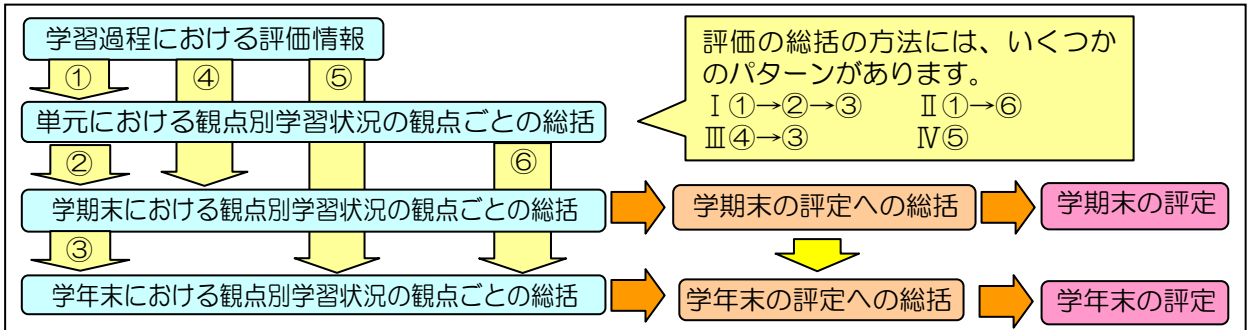 学習過程における評価情報
①
④
⑤
評価の総括の方法には、いくつか
のパターンがあります。
Ⅰ①→②→③ Ⅱ①→⑥
Ⅲ④→③ Ⅳ⑤
単元における観点別学習状況の観点ごとの総括
②
⑥
学期末における観点別学習状況の観点ごとの総括
学期末の評定への総括
学期末の評定
③
学年末における観点別学習状況の観点ごとの総括
学年末の評定への総括
学年末の評定